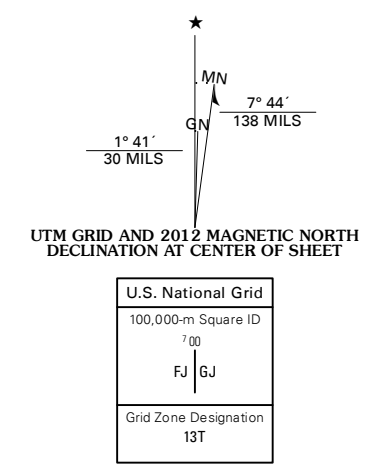 ★
MN
GN
7° 44´
138 MILS
1° 41´
30 MILS
UTM GRID AND 2012 MAGNETIC NORTH
DECLINATION AT CENTER OF SHEET
U.S. National Grid
100,000-m Square ID
7 00
FJ GJ
Grid Zone Designation
13T